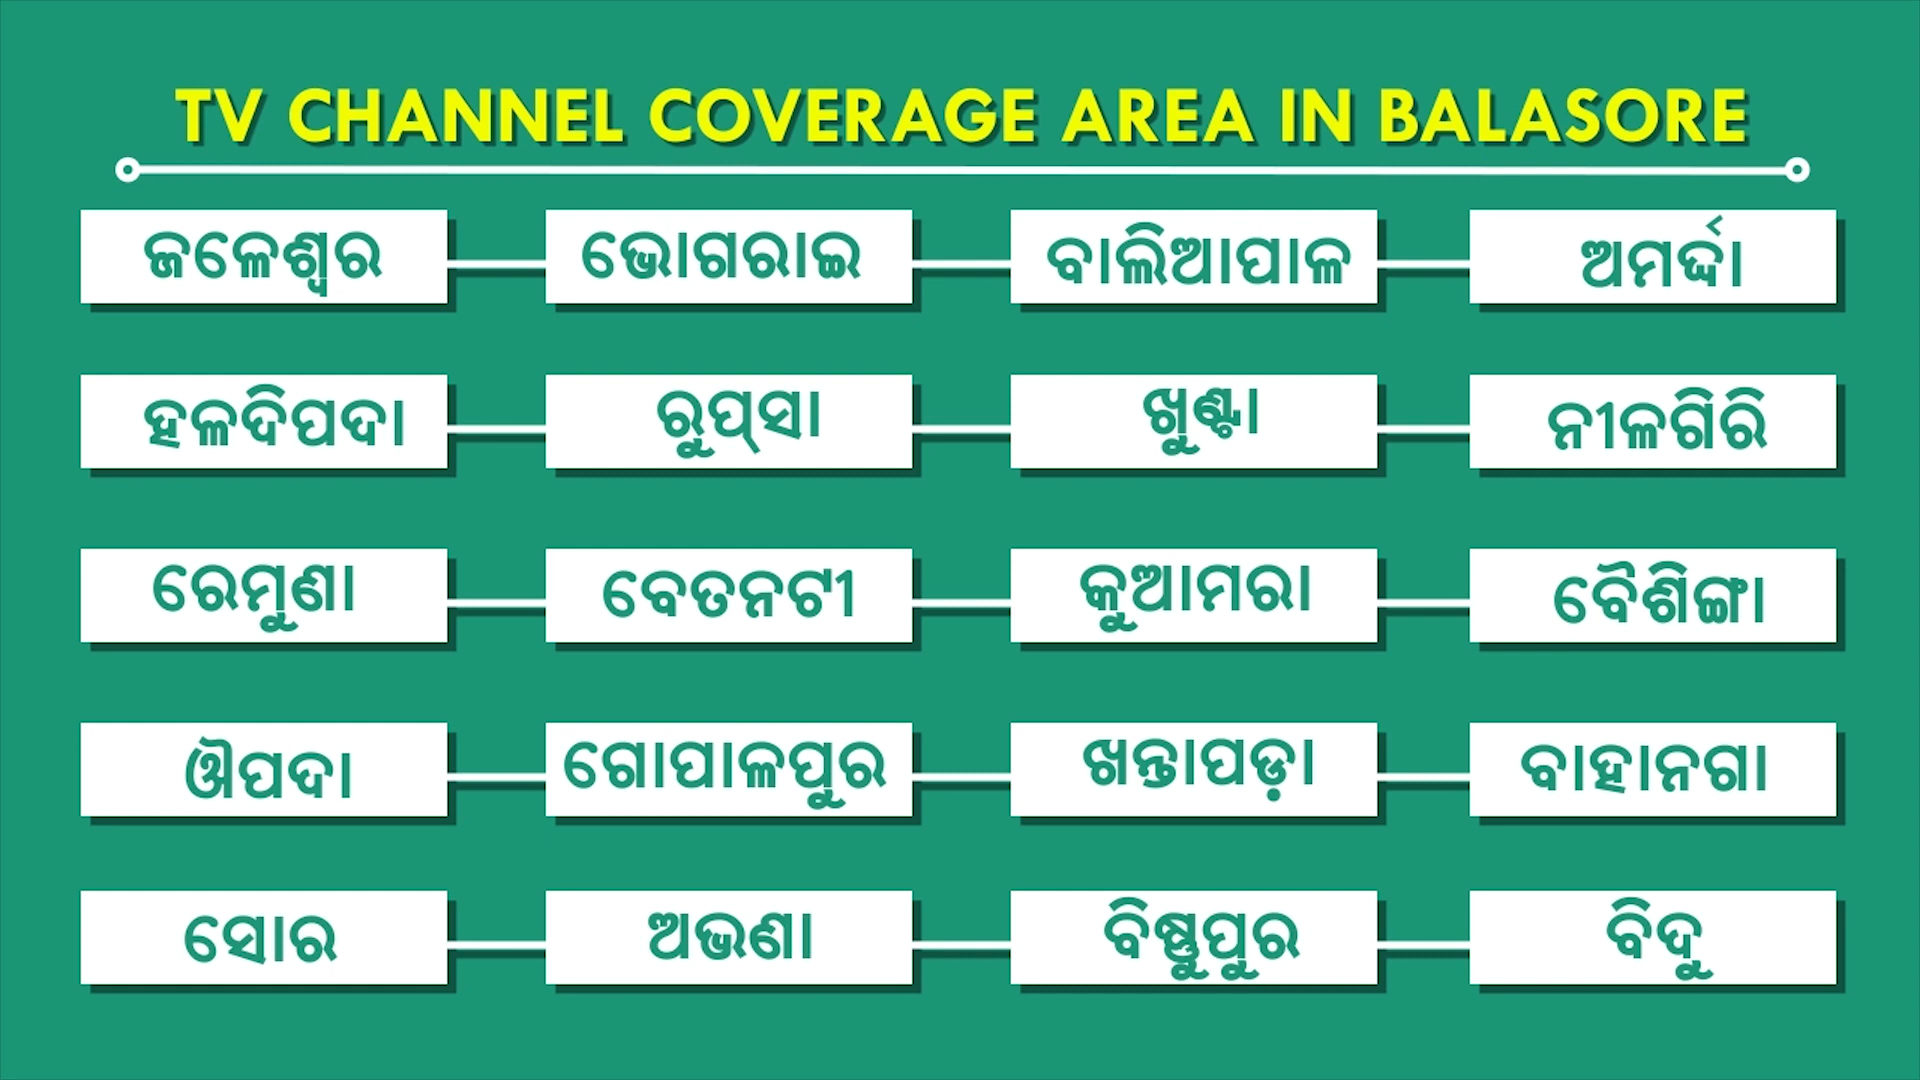 TV CHANNEL COVERAGE AREA IN BALASORE
ଜଳେଶ୍ୱର ଭୋଗରାଇ ବାଲିଆପାଳ ଅମର୍ଦ୍ଦା
ହଳଦିପଦା ରୁପ୍‌ସା ଖୁଣ୍ଟା ନୀଳଗିରି
ରେମୁଣା ବେତନଟୀ କୁଆମରା ବୈଶିଙ୍ଗା
ଔପଦା ଗୋପାଳପୁର ଖନ୍ତାପଡ଼ା ବାହାନଗା
ସୋର ଅଭଣା ବିଷ୍ଣୁପୁର ବିଦୁ